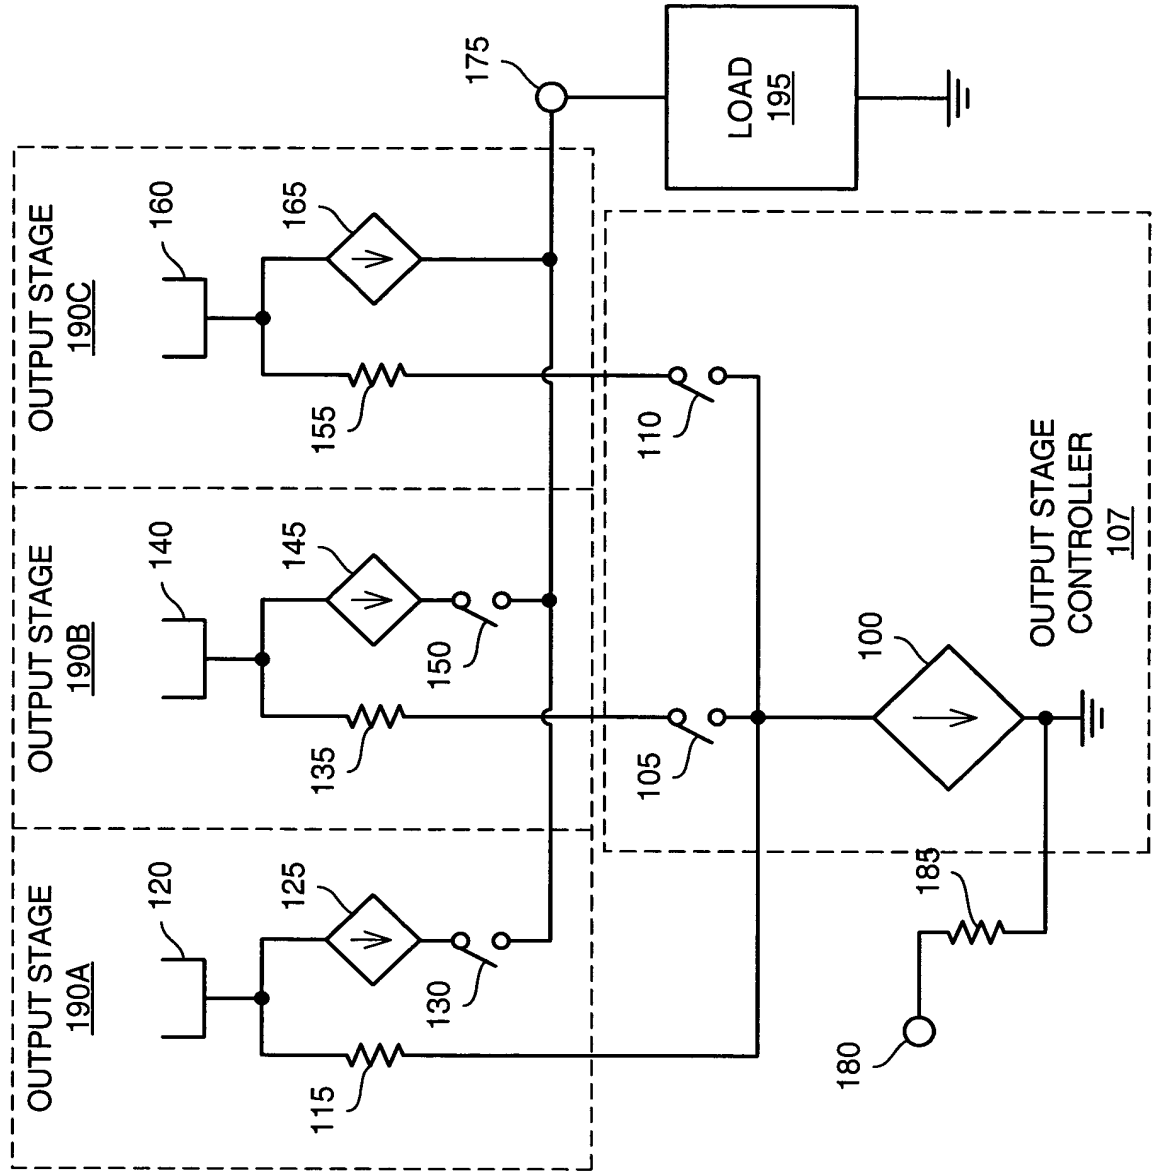 OUTPUT STAGE
190A
120
125
130
115
OUTPUT STAGE
190B
140
145
150
135
OUTPUT STAGE
190C
160
165
155
175
LOAD
195
110
105
100
OUTPUT STAGE
CONTROLLER
107
185
180